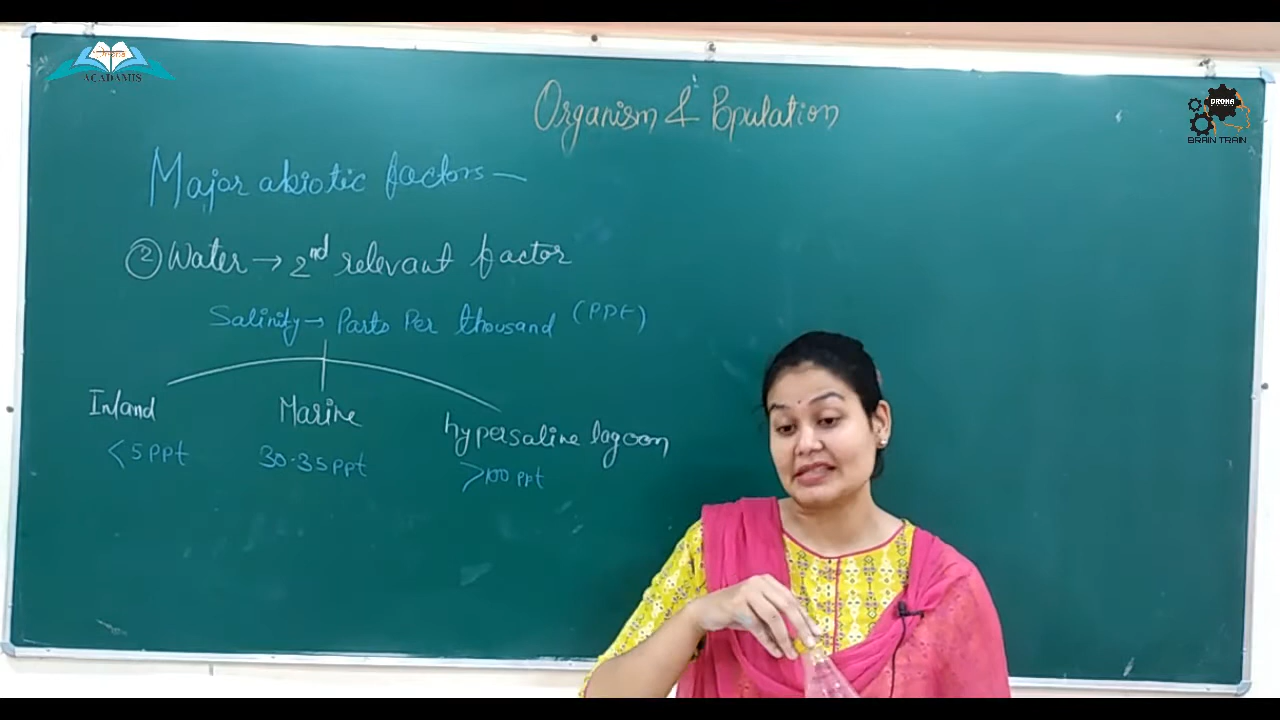 Drona
ACADAMIS
DRONA
BRAIN TRAIN
Organism & Population
Major abiotic factors —
② Water → 2nd relevant factor
Salinity → Parts Per thousand (PPt)
Inland Marine hypersaline lagoon
<5 PPt 30-35 ppt >100 ppt